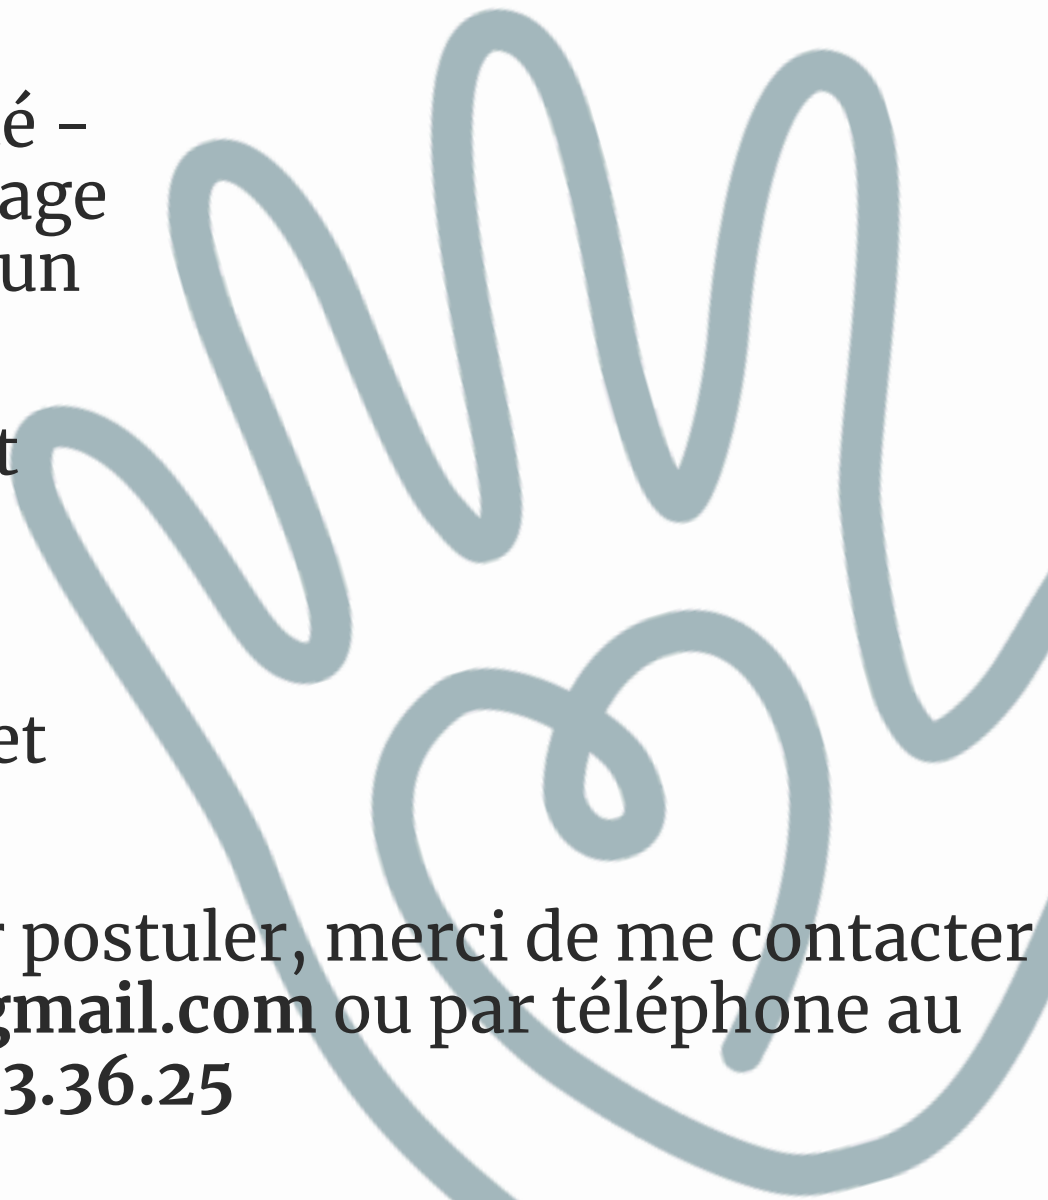 é -
age
un
t
et
postuler, merci de me contacter
gmail.com ou par téléphone au
3.36.25